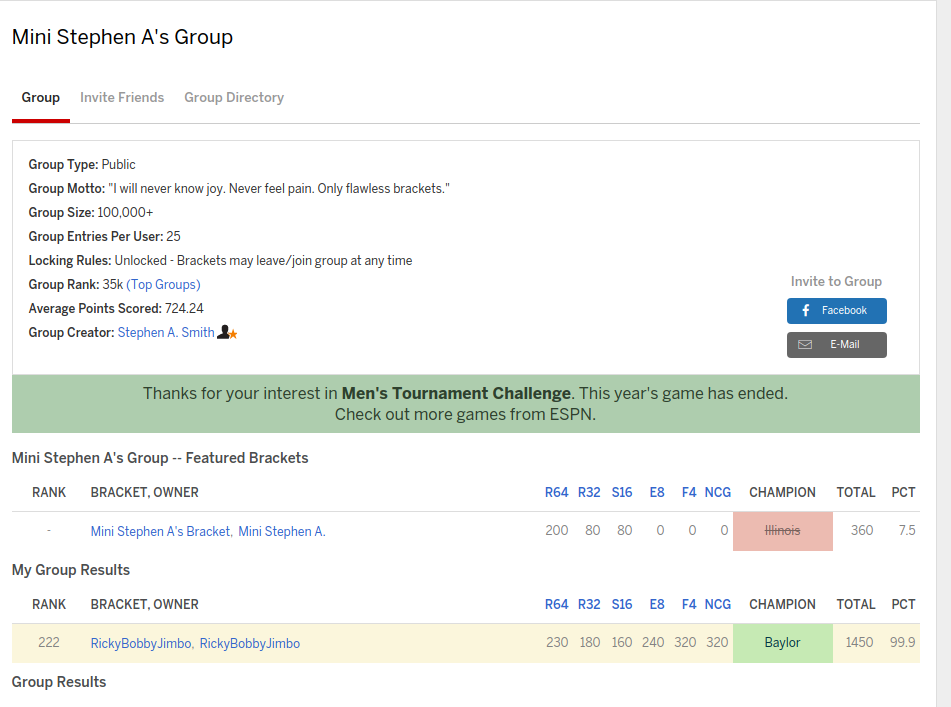 Mini Stephen A's Group
Group Invite Friends Group Directory
Group Type: Public
Group Motto: "I will never know joy. Never feel pain. Only flawless brackets."
Group Size: 100,000+
Group Entries Per User: 25
Locking Rules: Unlocked - Brackets may leave/join group at any time
Group Rank: 35k (Top Groups)
Average Points Scored: 724.24
Group Creator: Stephen A. Smith
Invite to Group
Facebook
E-Mail
Thanks for your interest in Men's Tournament Challenge. This year's game has ended.
Check out more games from ESPN.
Mini Stephen A's Group -- Featured Brackets
RANK BRACKET, OWNER R64 R32 S16 E8 F4 NCG CHAMPION TOTAL PCT
- Mini Stephen A's Bracket, Mini Stephen A. 200 80 80 0 0 0 Illinois 360 7.5
My Group Results
RANK BRACKET, OWNER R64 R32 S16 E8 F4 NCG CHAMPION TOTAL PCT
222 RickyBobbyJimbo, RickyBobbyJimbo 230 180 160 240 320 320 Baylor 1450 99.9
Group Results